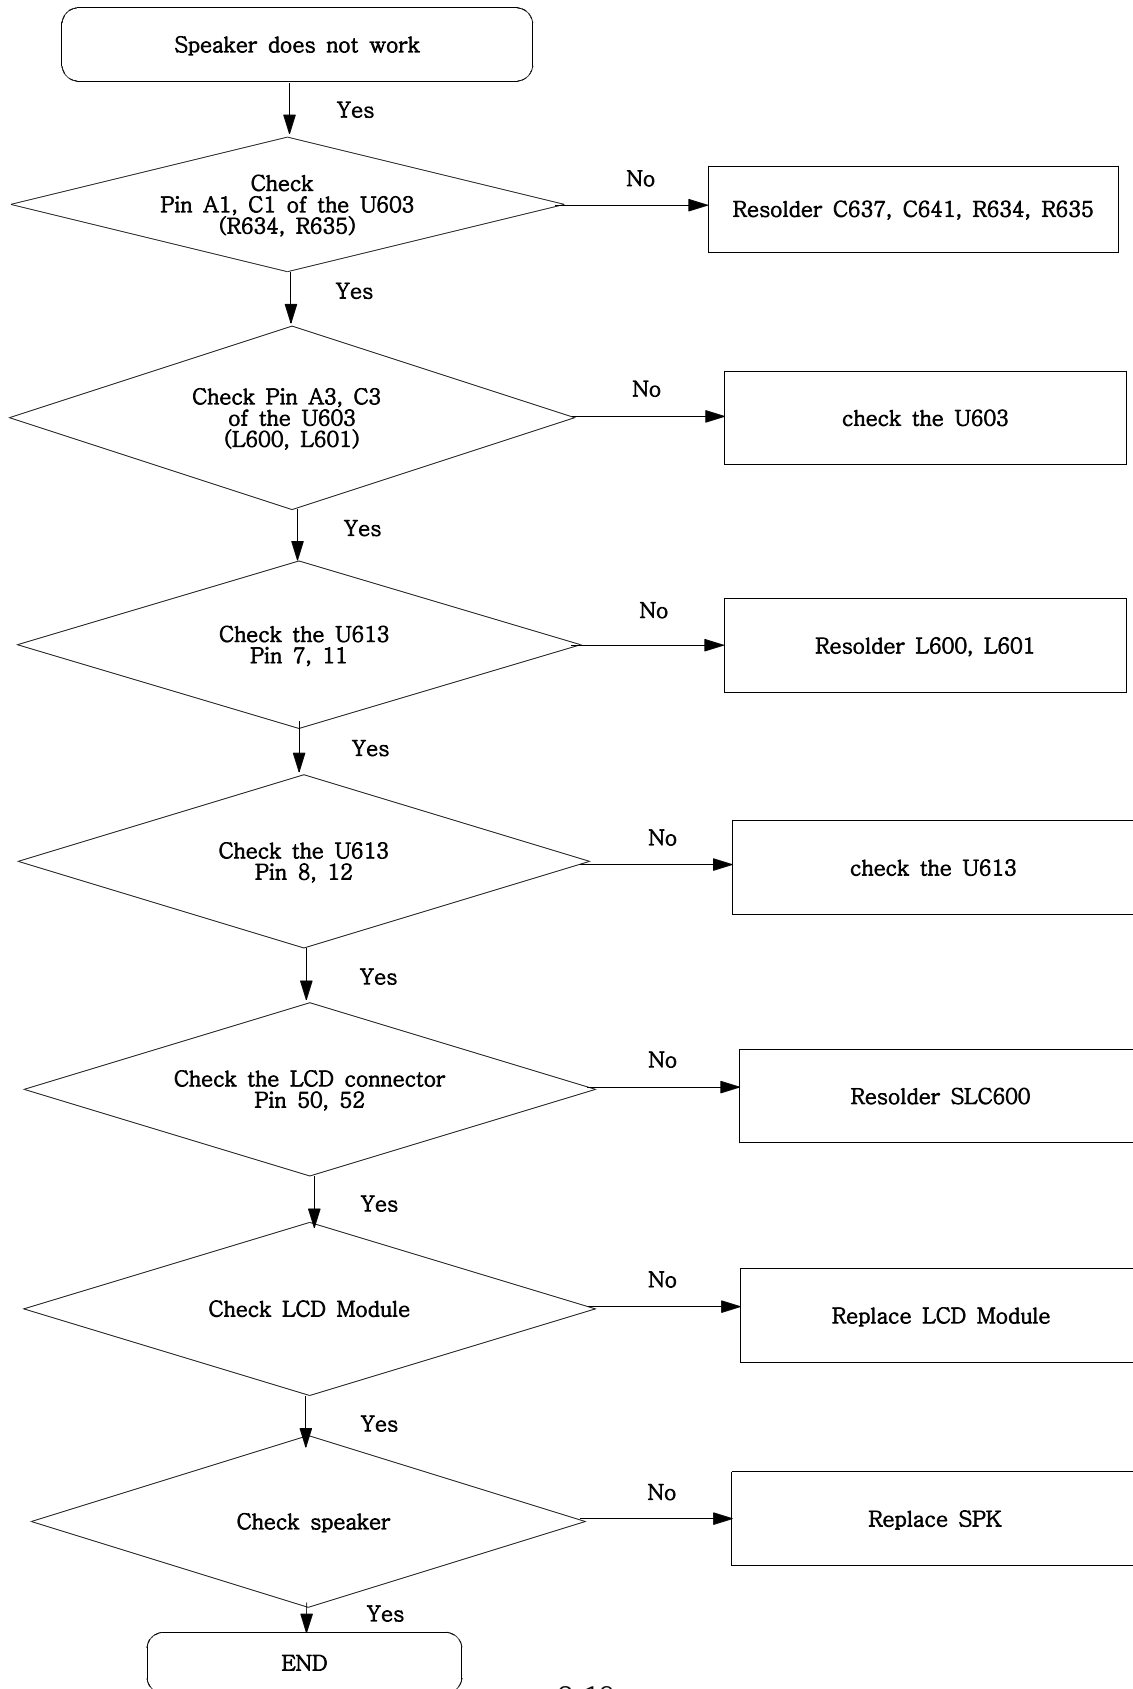 Speaker does not work
Yes
Check
Pin A1, C1 of the U603
(R634, R635)
No
Resolder C637, C641, R634, R635
Yes
Check Pin A3, C3
of the U603
(L600, L601)
No
check the U603
Yes
Check the U613
Pin 7, 11
No
Resolder L600, L601
Yes
Check the U613
Pin 8, 12
No
check the U613
Yes
Check the LCD connector
Pin 50, 52
No
Resolder SLC600
Yes
Check LCD Module
No
Replace LCD Module
Yes
Check speaker
No
Replace SPK
Yes
END